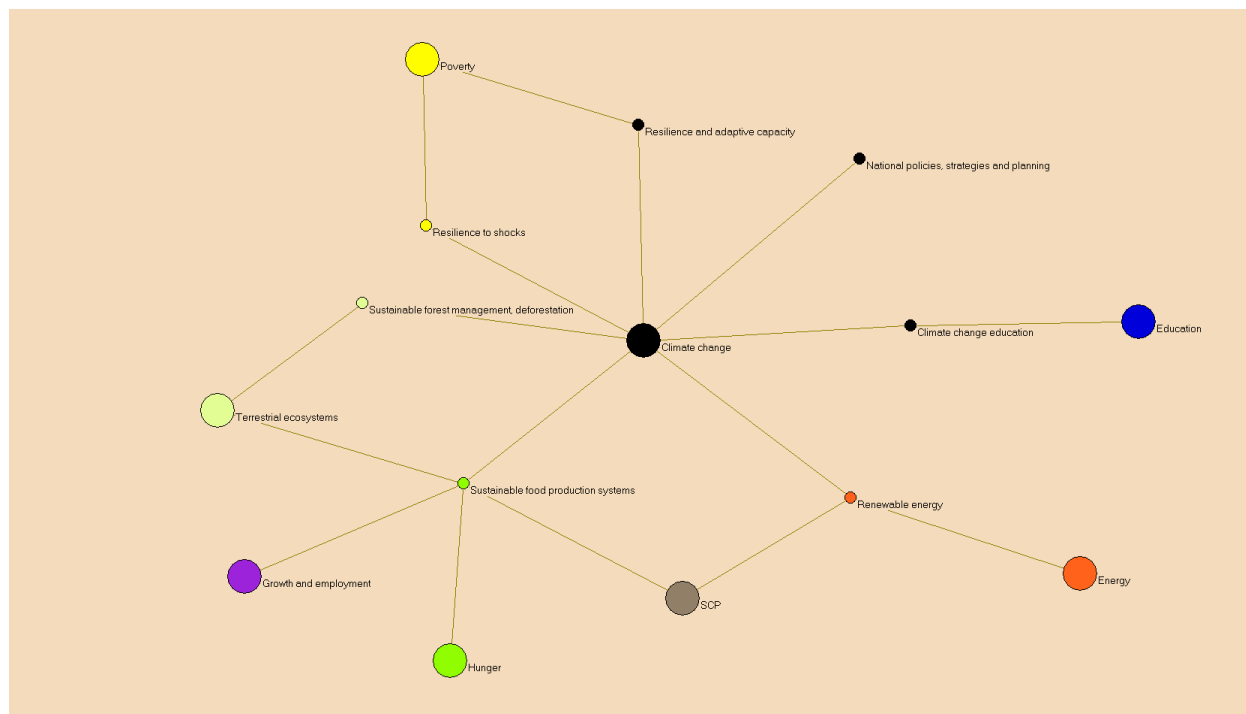 Poverty
Resilience and adaptive capacity
National policies, strategies and planning
Resilience to shocks
Sustainable forest management, deforestation
Climate change education
Education
Climate change
Terrestrial ecosystems
Sustainable food production systems
Renewable energy
Growth and employment
Energy
SCP
Hunger